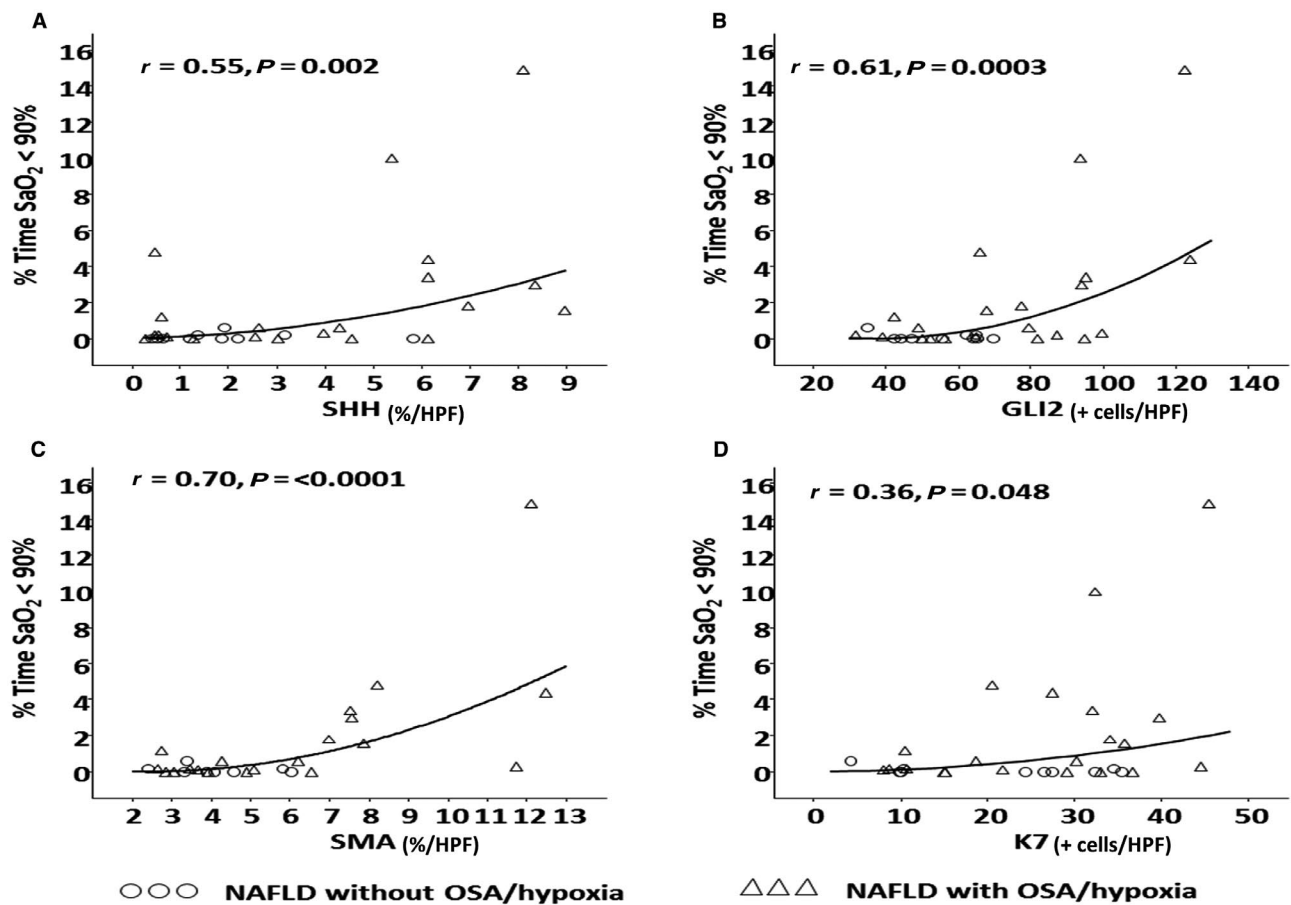 A
r = 0.55, P = 0.002
% Time SaO2 < 90%
16
14
12
10
8
6
4
2
0
0 1 2 3 4 5 6 7 8 9
SHH (%/HPF)
B
r = 0.61, P = 0.0003
% Time SaO2 < 90%
16
14
12
10
8
6
4
2
0
20 40 60 80 100 120 140
GLI2 (+ cells/HPF)
C
r = 0.70, P = <0.0001
% Time SaO2 < 90%
16
14
12
10
8
6
4
2
0
2 3 4 5 6 7 8 9 10 11 12 13
SMA (%/HPF)
D
r = 0.36, P = 0.048
% Time SaO2 < 90%
16
14
12
10
8
6
4
2
0
0 10 20 30 40 50
K7 (+ cells/HPF)
NAFLD without OSA/hypoxia
NAFLD with OSA/hypoxia